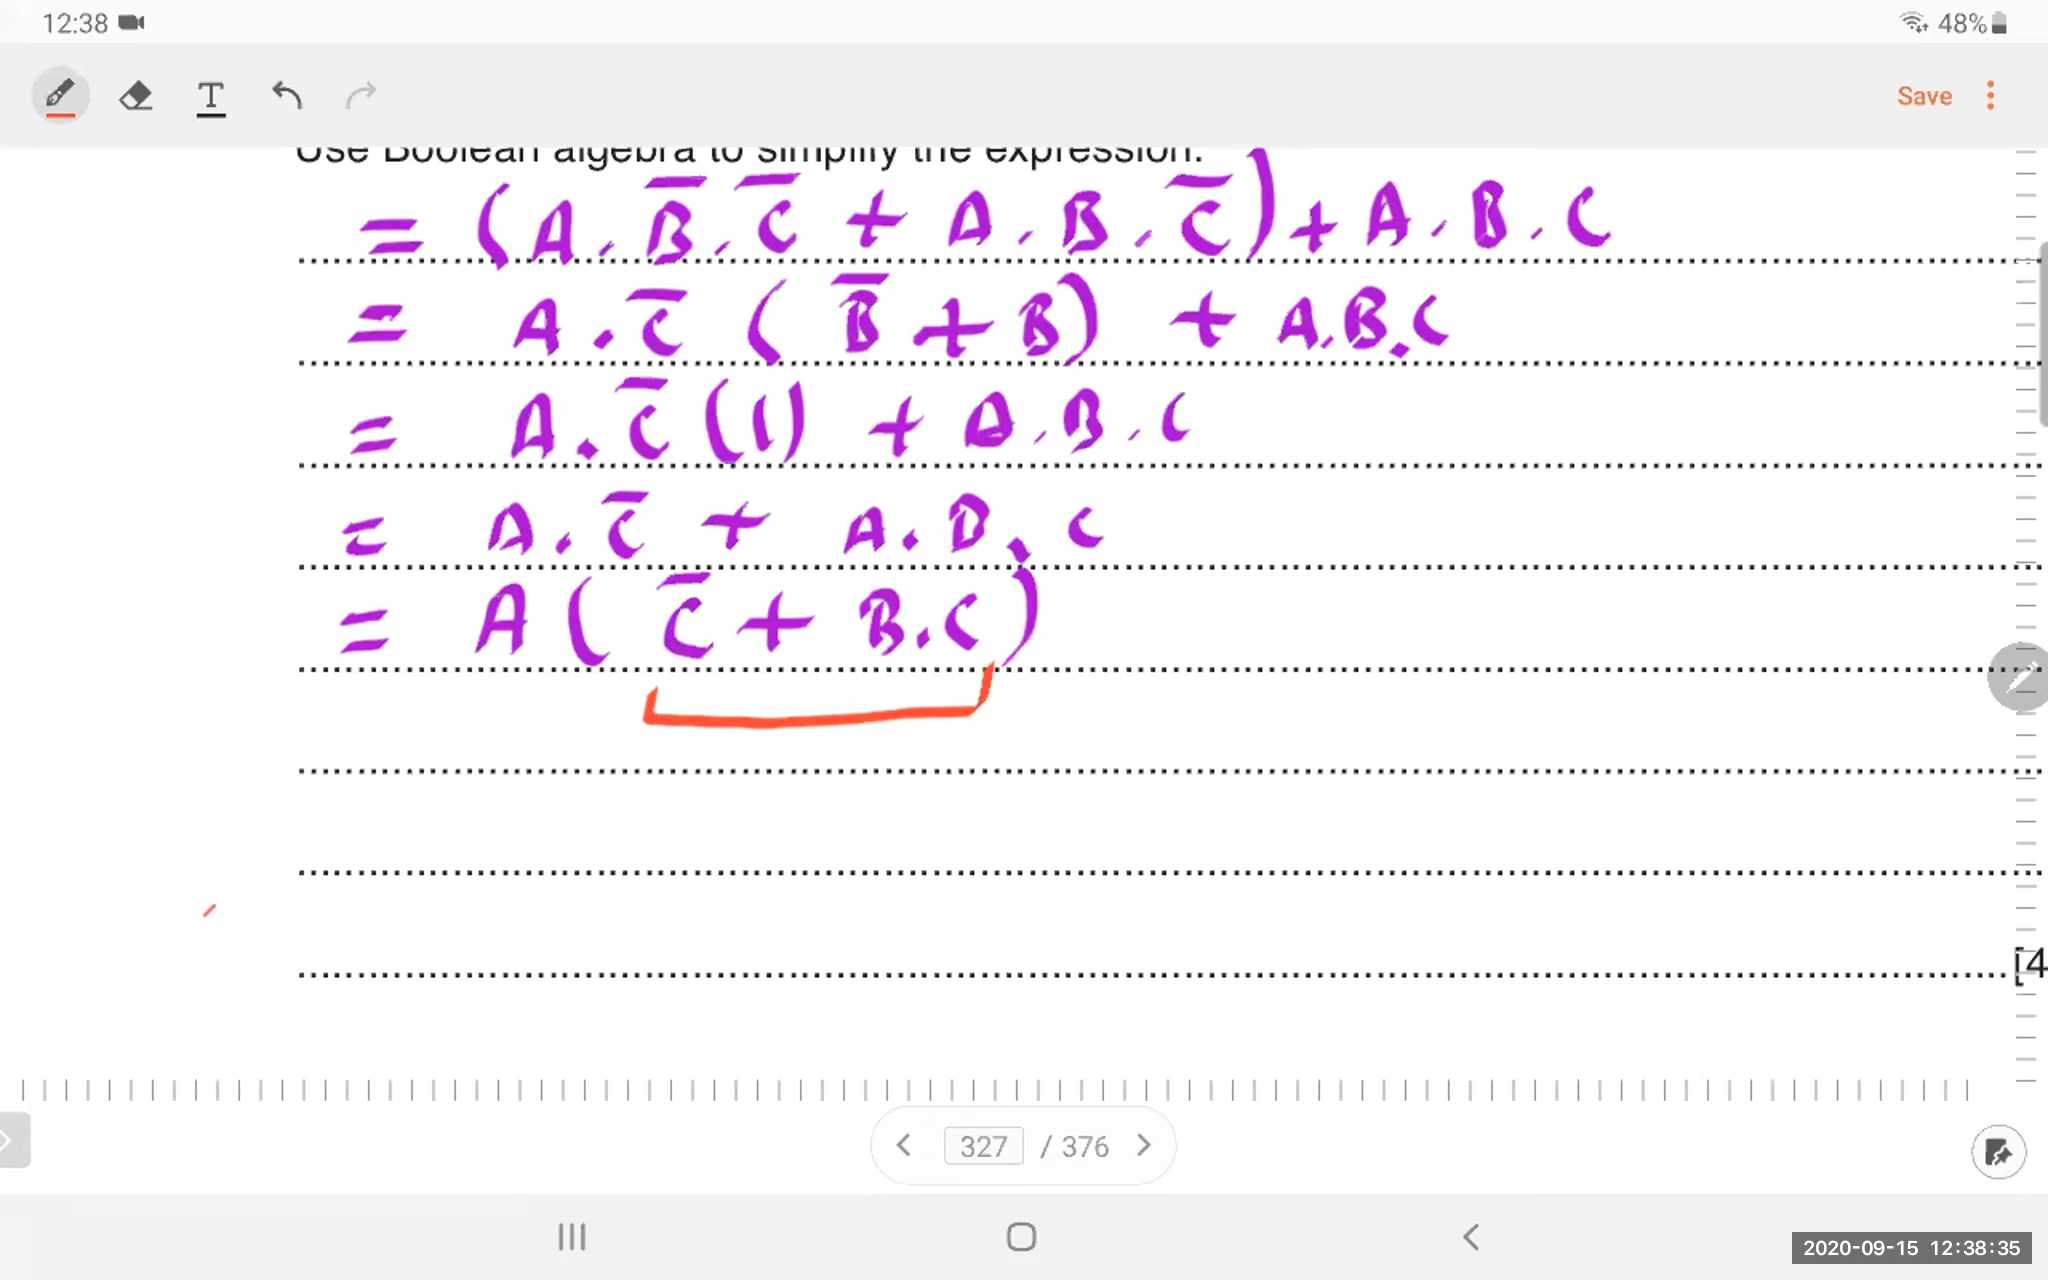 12:38 48%
T Save
Use Boolean algebra to simplify the expression.
= (A.B̅.C̅ + A.B.C̅) + A.B.C
= A.C̅ (B̅ + B) + A.B.C
= A.C̅ (1) + A.B.C
= A.C̅ + A.B.C
= A(C̅ + B.C)
[4
327 / 376
2020-09-15 12:38:35